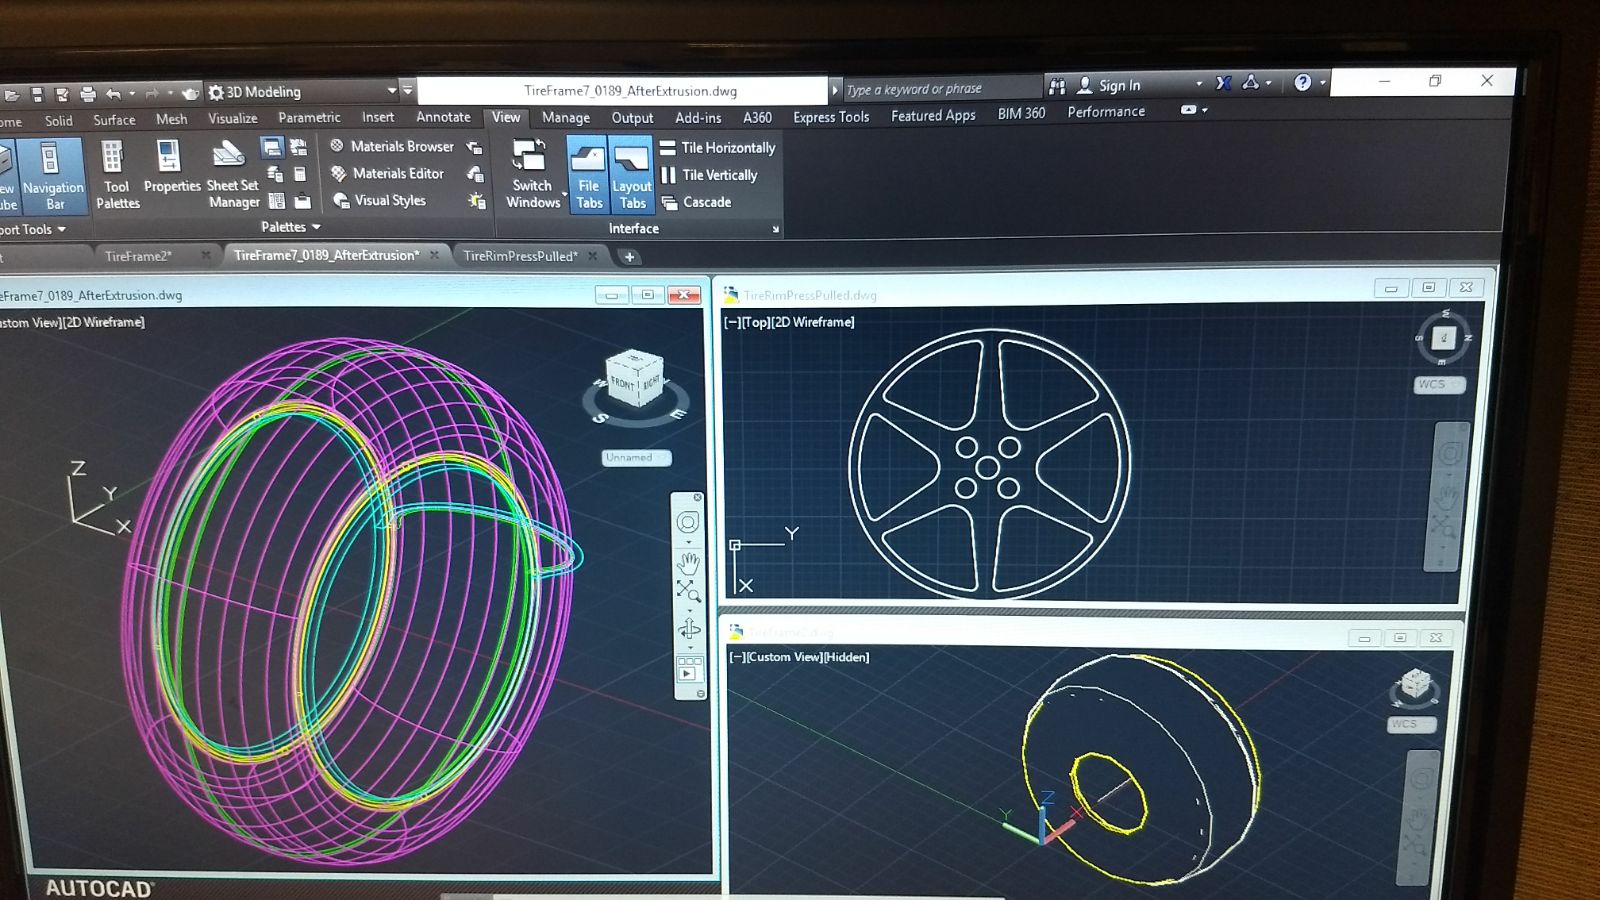 3D Modeling
TireFrame7_0189_AfterExtrusion.dwg
Type a keyword or phrase
Sign In
ome Solid Surface Mesh Visualize Parametric Insert Annotate View Manage Output Add-ins A360 Express Tools Featured Apps BIM 360 Performance
ew
ube
Navigation
Bar
Tool
Palettes
Properties
Sheet Set
Manager
Materials Browser
Materials Editor
Visual Styles
Switch
Windows
File
Tabs
Layout
Tabs
Tile Horizontally
Tile Vertically
Cascade
port Tools
Palettes
Interface
t
TireFrame2*
TireFrame7_0189_AfterExtrusion*
TireRimPressPulled*
eFrame7_0189_AfterExtrusion.dwg
stom View][2D Wireframe]
FRONT
RIGHT
W
S
E
Unnamed
Z
Y
X
TireRimPressPulled.dwg
[−][Top][2D Wireframe]
W
S
N
E
WCS
Y
X
TireFrame2.dwg
[−][Custom View][Hidden]
WCS
Y
Z
X
AUTOCAD®